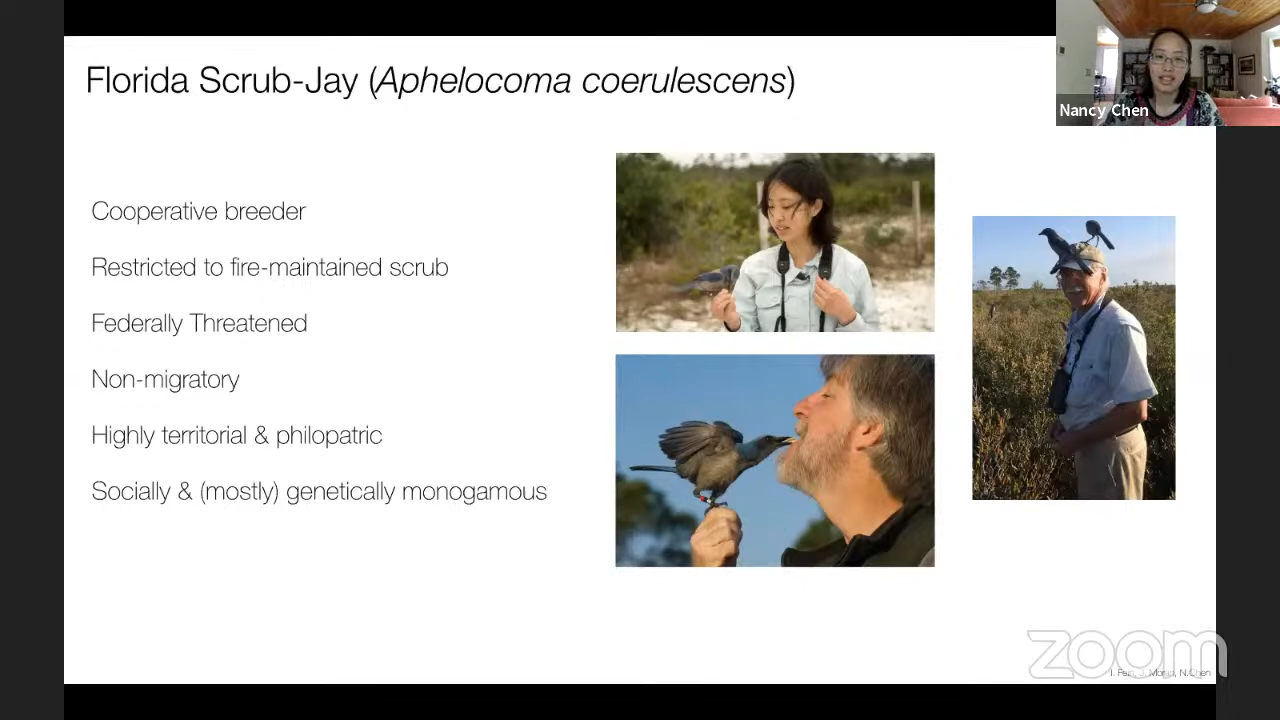 Florida Scrub-Jay (Aphelocoma coerulescens)
Nancy Chen
Cooperative breeder
Restricted to fire-maintained scrub
Federally Threatened
Non-migratory
Highly territorial & philopatric
Socially & (mostly) genetically monogamous
zoom
N.Chen